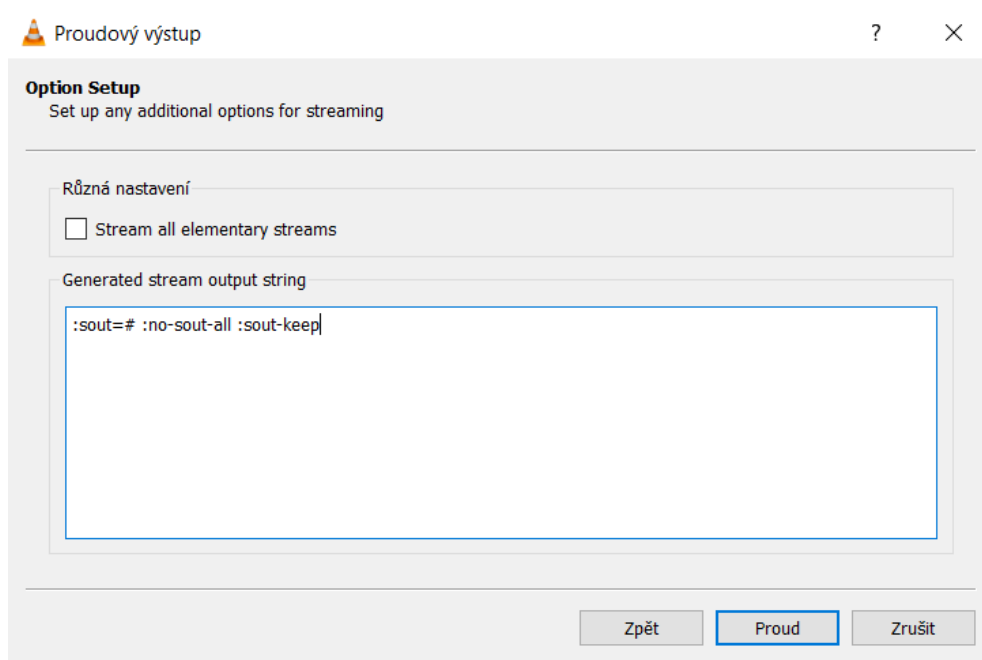 Proudový výstup
?
Option Setup
Set up any additional options for streaming
Různá nastavení
Stream all elementary streams
Generated stream output string
:sout=# :no-sout-all :sout-keep
Zpět
Proud
Zrušit